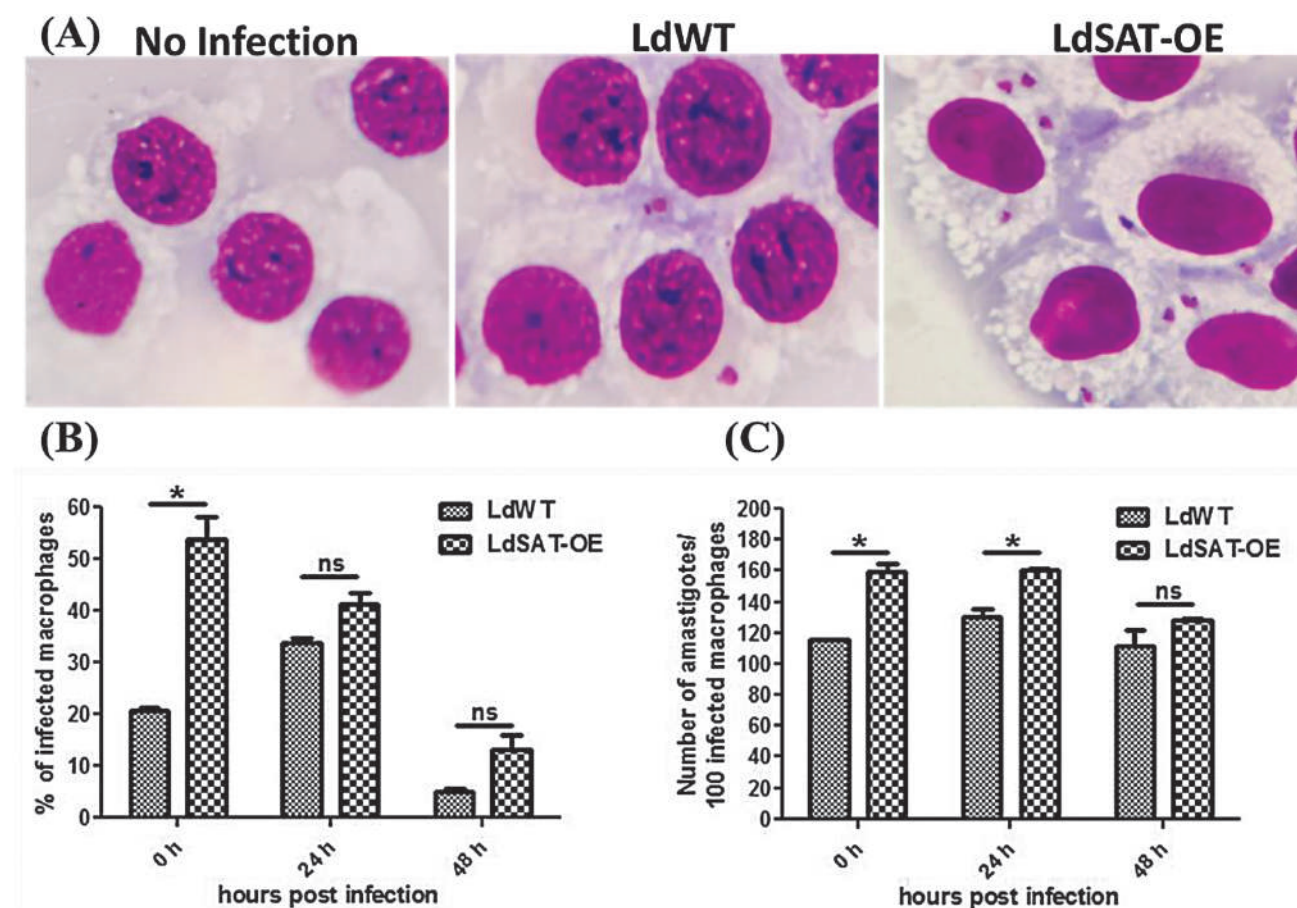 (A)
No Infection
LdWT
LdSAT-OE
(B)
% of infected macrophages
60
50
40
30
20
10
0
*
ns
ns
LdWT
LdSAT-OE
0 h
24 h
48 h
hours post infection
(C)
Number of amastigotes/
100 infected macrophages
200
180
160
140
120
100
80
60
40
20
0
*
*
ns
LdWT
LdSAT-OE
0 h
24 h
48 h
hours post infection